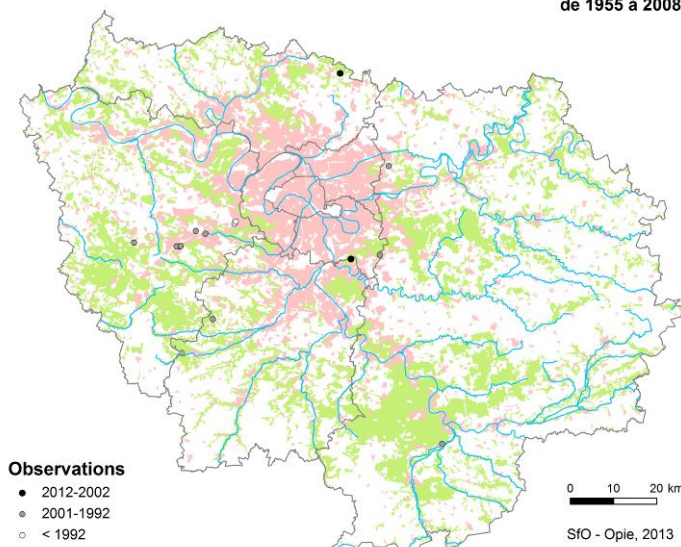 de 1955 à 2008
Observations
2012-2002
2001-1992
< 1992
0 10 20 km
SfO - Opie, 2013